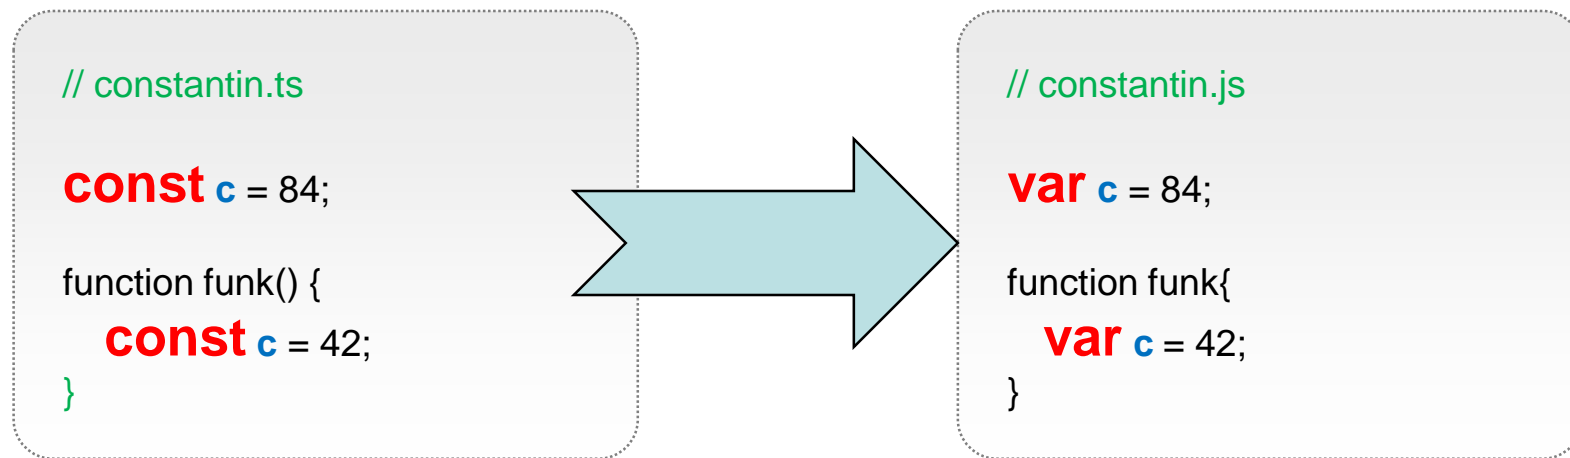 // constantin.ts
const c = 84;
function funk() {
const c = 42;
}
// constantin.js
var c = 84;
function funk{
var c = 42;
}